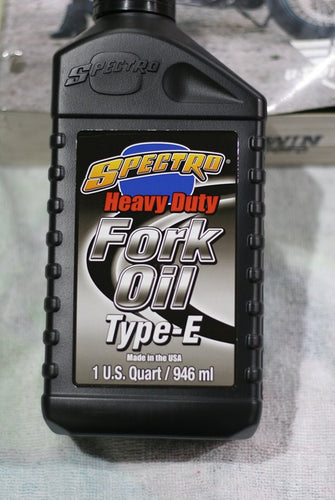 SPECTRO
SPECTRO®
Heavy Duty
Fork
Oil
Type-E
Made in the USA
1 U.S. Quart / 946 ml